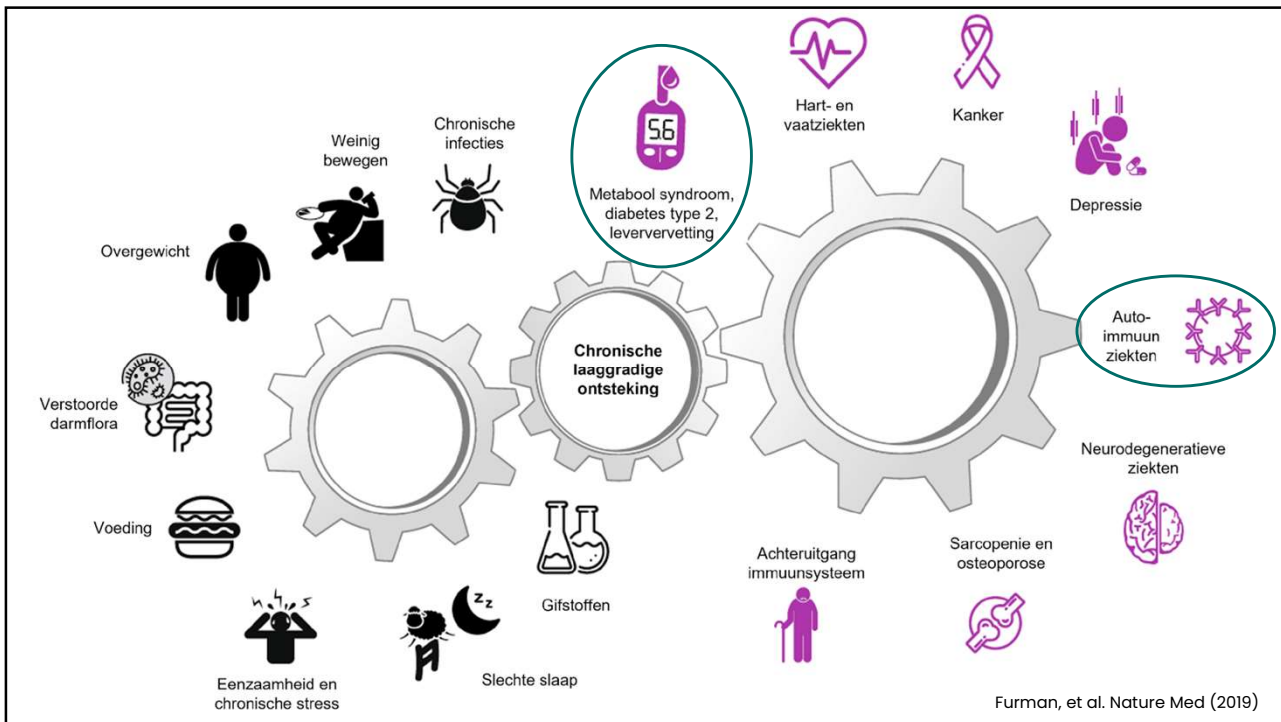 Chronische
infecties
Weinig
bewegen
Overgewicht
Verstoorde
darmflora
Voeding
Eenzaamheid en
chronische stress
zz
Slechte slaap
Gifstoffen
Chronische
laaggradige
ontsteking
5.6
Metabool syndroom,
diabetes type 2,
leververvetting
Hart- en
vaatziekten
Kanker
Depressie
Auto-
immuun
ziekten
Neurodegeneratieve
ziekten
Sarcopenie en
osteoporose
Achteruitgang
immuunsysteem
Furman, et al. Nature Med (2019)